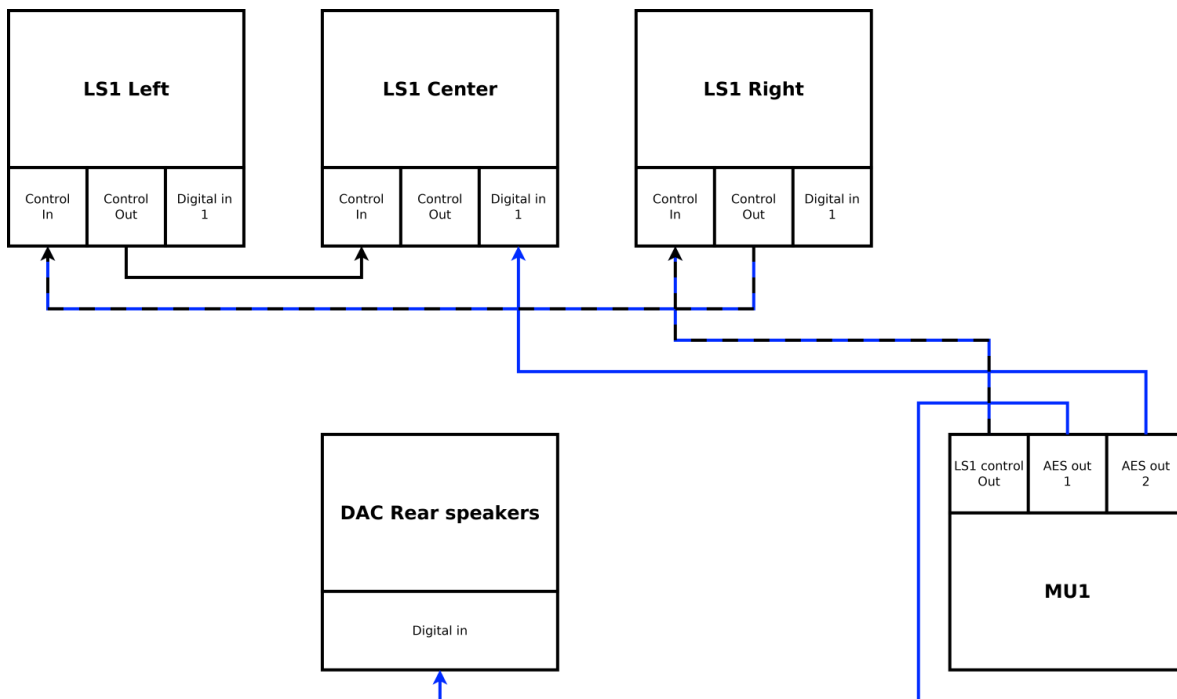 LS1 Left
LS1 Center
LS1 Right
Control
In
Control
Out
Digital in
1
Control
In
Control
Out
Digital in
1
Control
In
Control
Out
Digital in
1
DAC Rear speakers
Digital in
LS1 control
Out
AES out
1
AES out
2
MU1